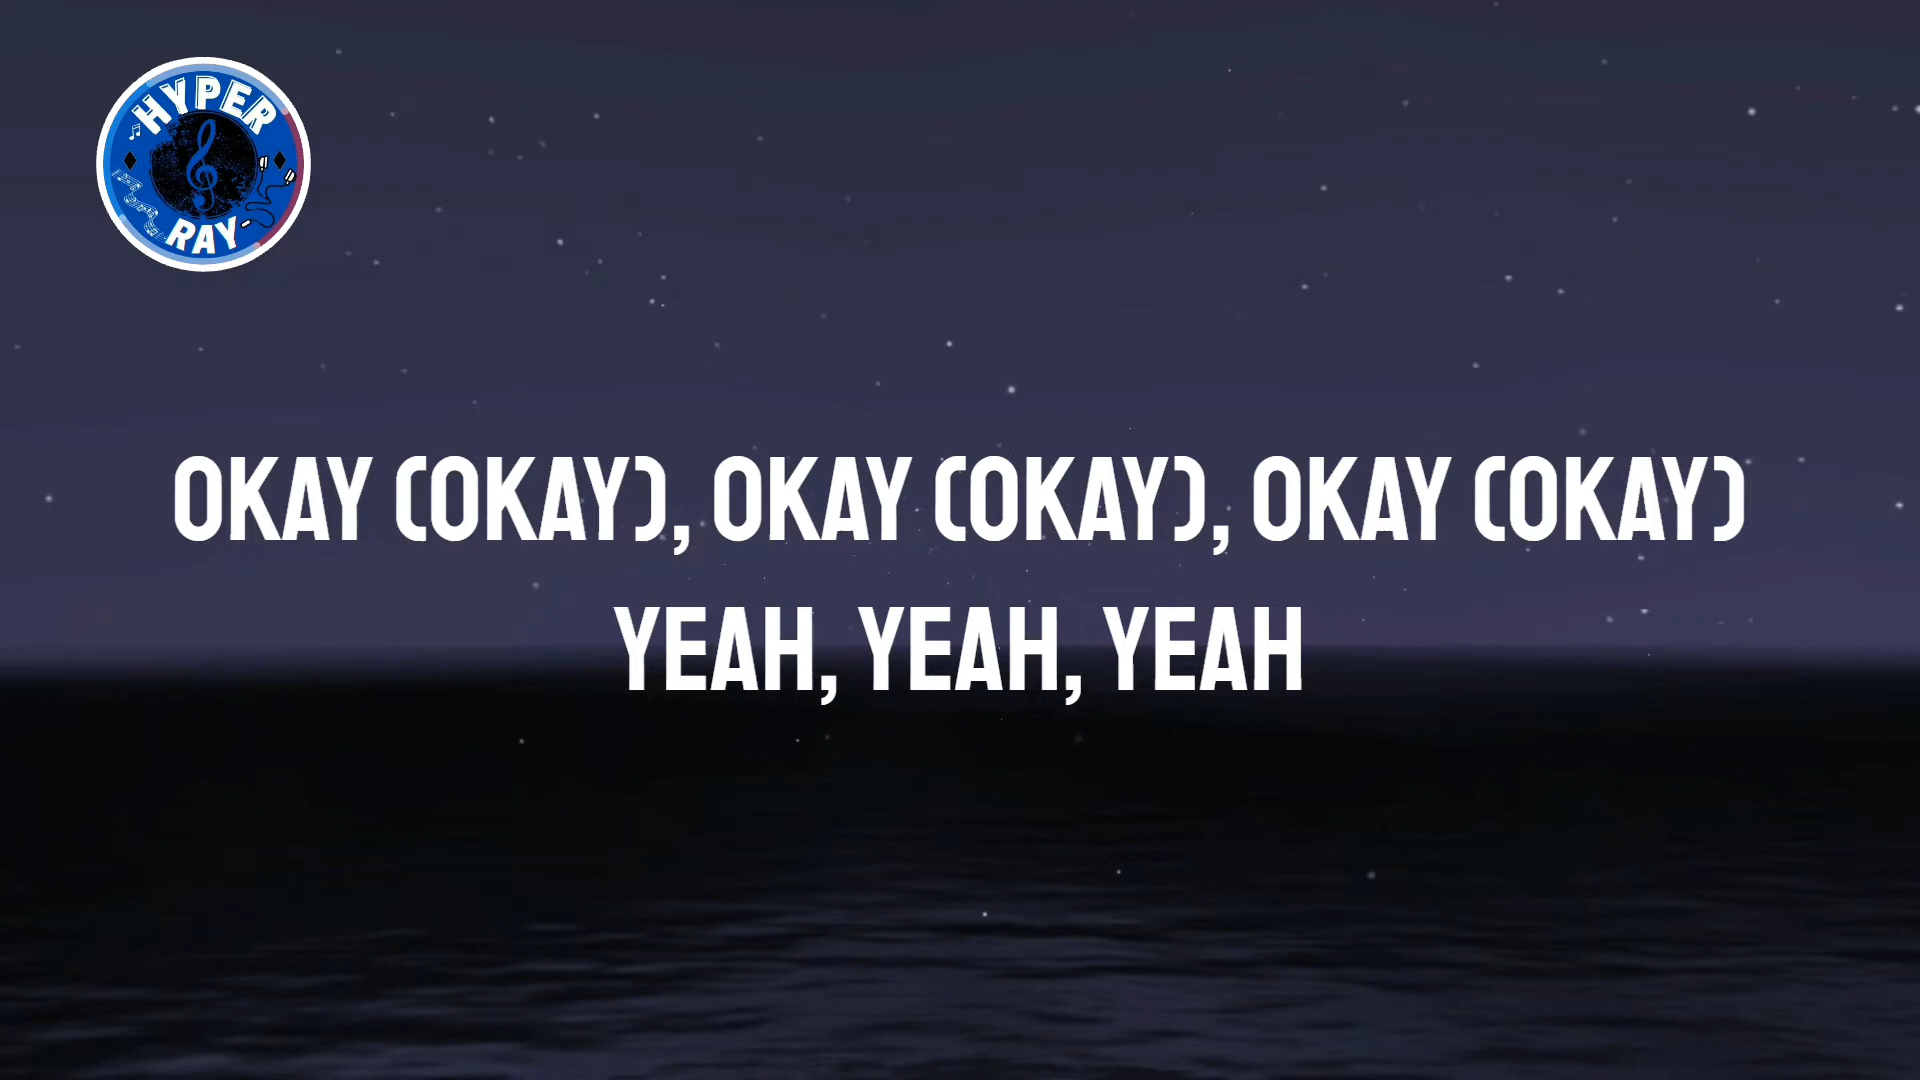 HYPER
RAY
OKAY (OKAY), OKAY (OKAY), OKAY (OKAY)
YEAH, YEAH, YEAH